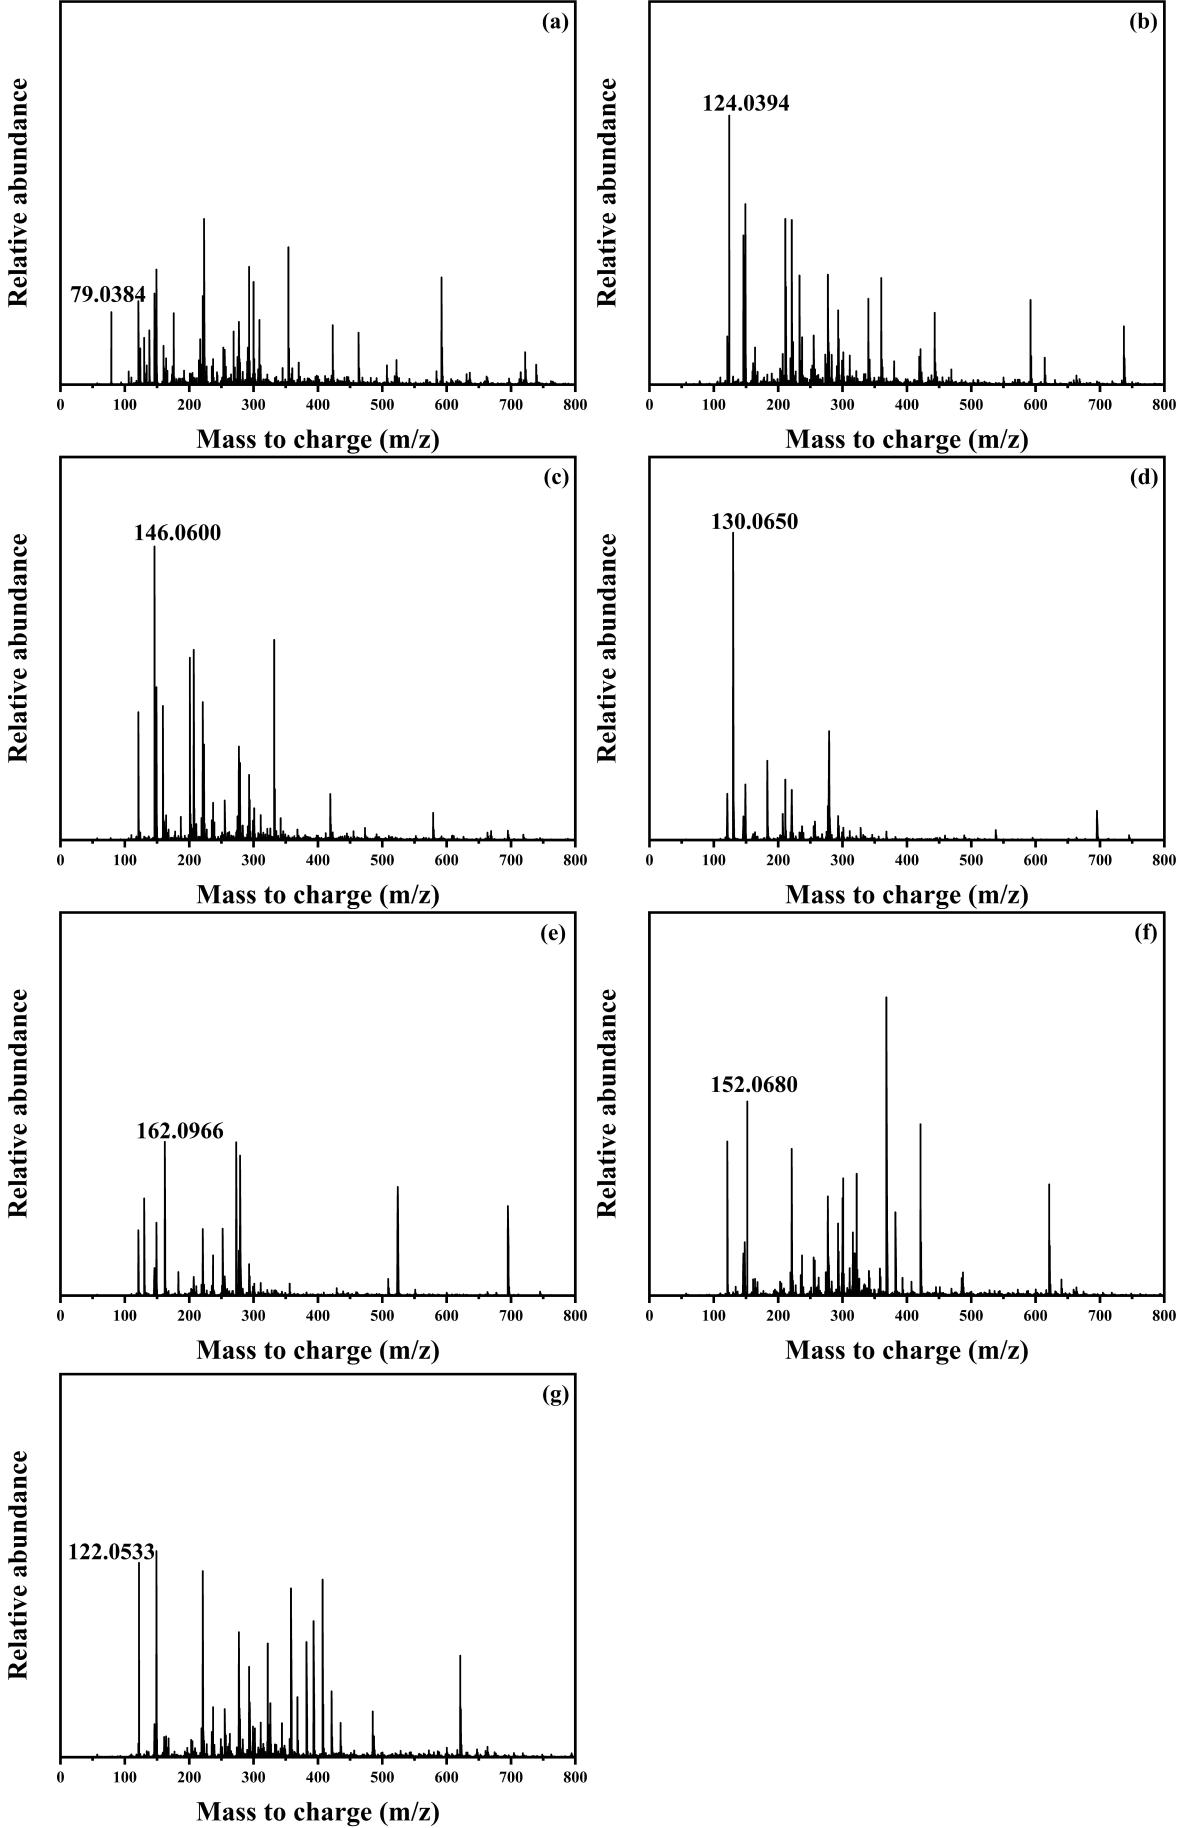 (a)
79.0384
Relative abundance
0 100 200 300 400 500 600 700 800
Mass to charge (m/z)
(b)
124.0394
Relative abundance
0 100 200 300 400 500 600 700 800
Mass to charge (m/z)
(c)
146.0600
Relative abundance
0 100 200 300 400 500 600 700 800
Mass to charge (m/z)
(d)
130.0650
Relative abundance
0 100 200 300 400 500 600 700 800
Mass to charge (m/z)
(e)
162.0966
Relative abundance
0 100 200 300 400 500 600 700 800
Mass to charge (m/z)
(f)
152.0680
Relative abundance
0 100 200 300 400 500 600 700 800
Mass to charge (m/z)
(g)
122.0533
Relative abundance
0 100 200 300 400 500 600 700 800
Mass to charge (m/z)